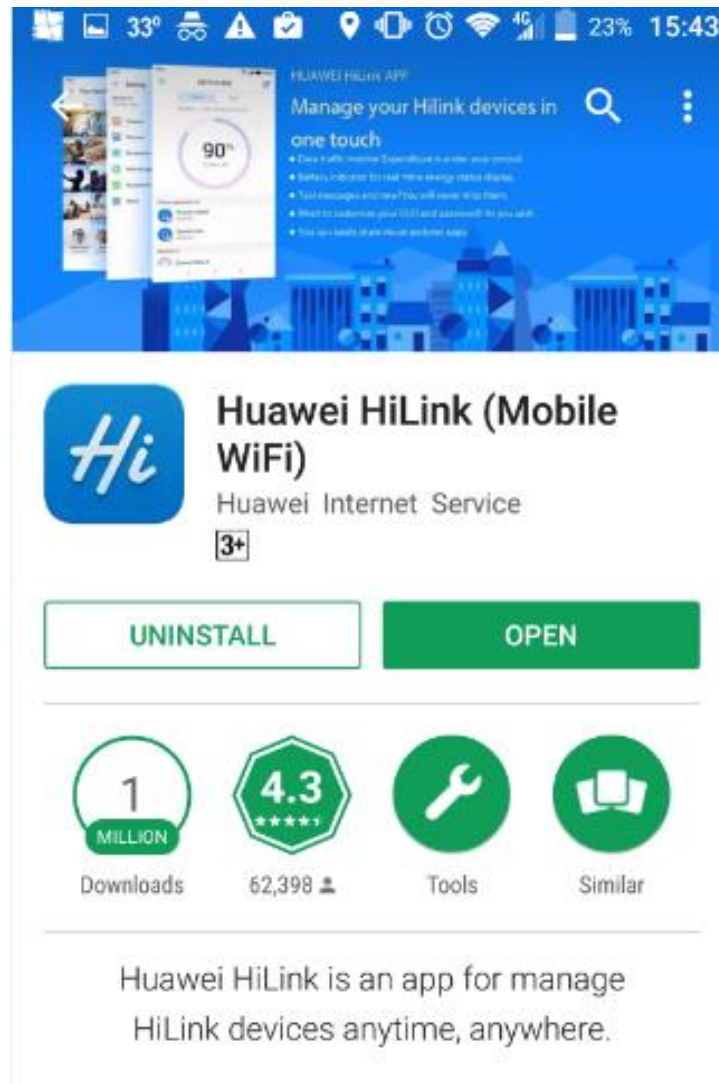 33° 4G 23% 15:43
HUAWEI HiLink APP
Manage your Hilink devices in
one touch
90%
Hi
Huawei HiLink (Mobile
WiFi)
Huawei Internet Service
3+
UNINSTALL
OPEN
1
MILLION
4.3
Downloads
62,398
Tools
Similar
Huawei HiLink is an app for manage
HiLink devices anytime, anywhere.